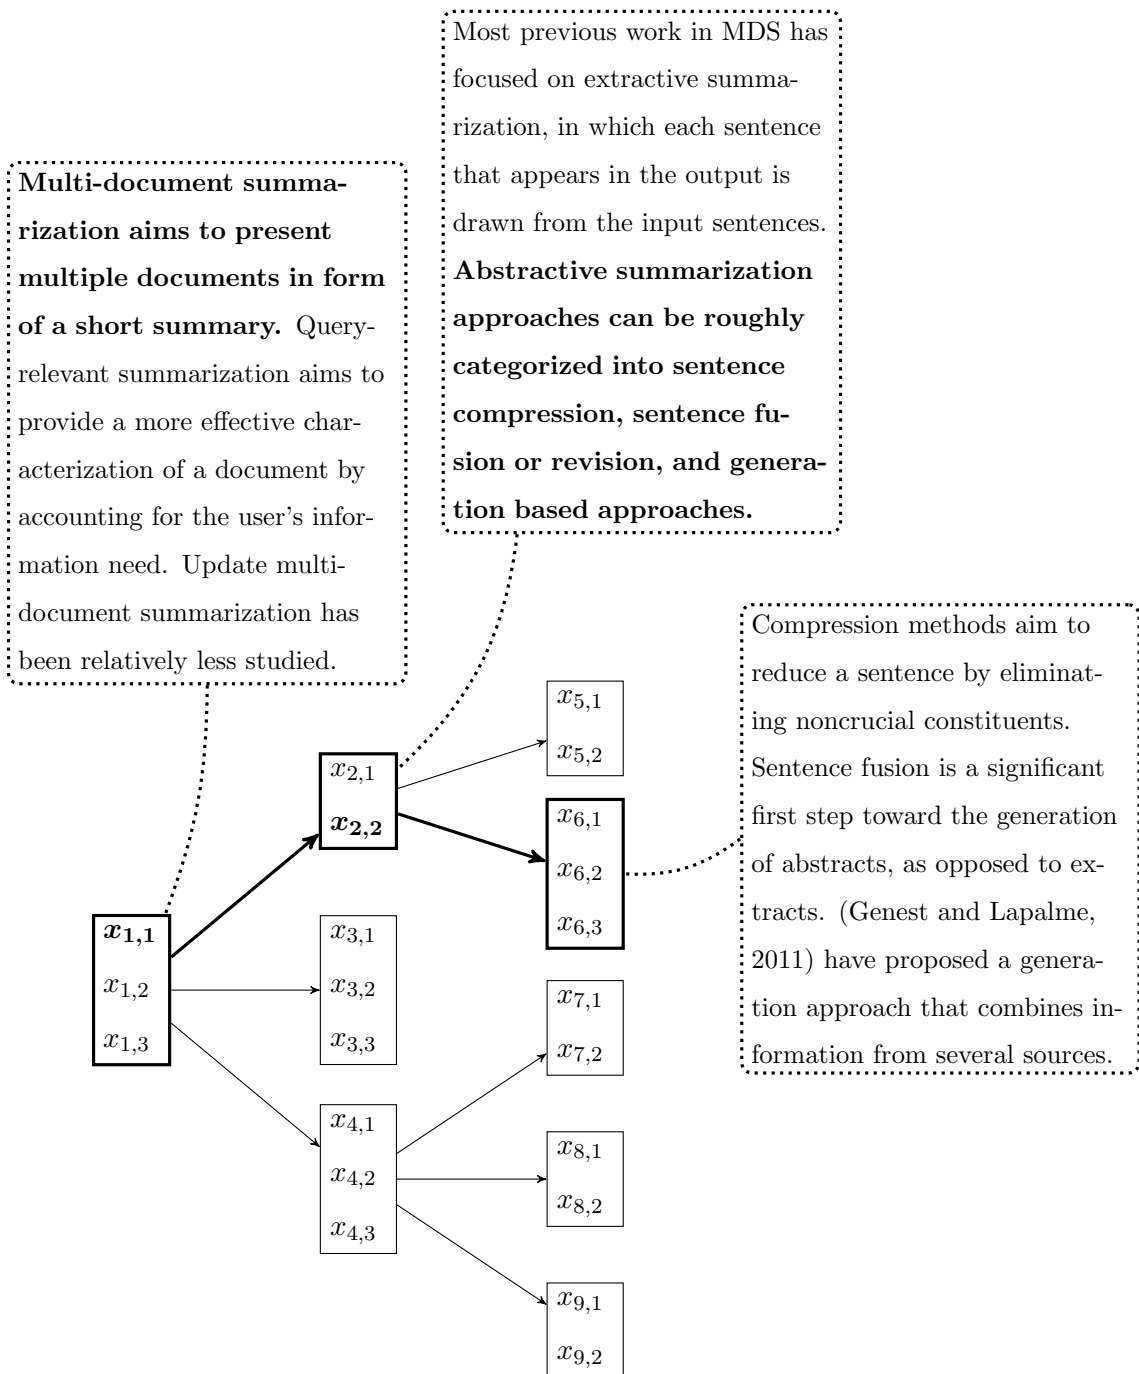 Most previous work in MDS has
focused on extractive summa-
rization, in which each sentence
that appears in the output is
drawn from the input sentences.
Abstractive summarization
approaches can be roughly
categorized into sentence
compression, sentence fu-
sion or revision, and genera-
tion based approaches.
Multi-document summa-
rization aims to present
multiple documents in form
of a short summary. Query-
relevant summarization aims to
provide a more effective char-
acterization of a document by
accounting for the user's infor-
mation need. Update multi-
document summarization has
been relatively less studied.
Compression methods aim to
reduce a sentence by eliminat-
ing noncrucial constituents.
Sentence fusion is a significant
first step toward the generation
of abstracts, as opposed to ex-
tracts. (Genest and Lapalme,
2011) have proposed a genera-
tion approach that combines in-
formation from several sources.
x1,1
x1,2
x1,3
x2,1
x2,2
x3,1
x3,2
x3,3
x4,1
x4,2
x4,3
x5,1
x5,2
x6,1
x6,2
x6,3
x7,1
x7,2
x8,1
x8,2
x9,1
x9,2